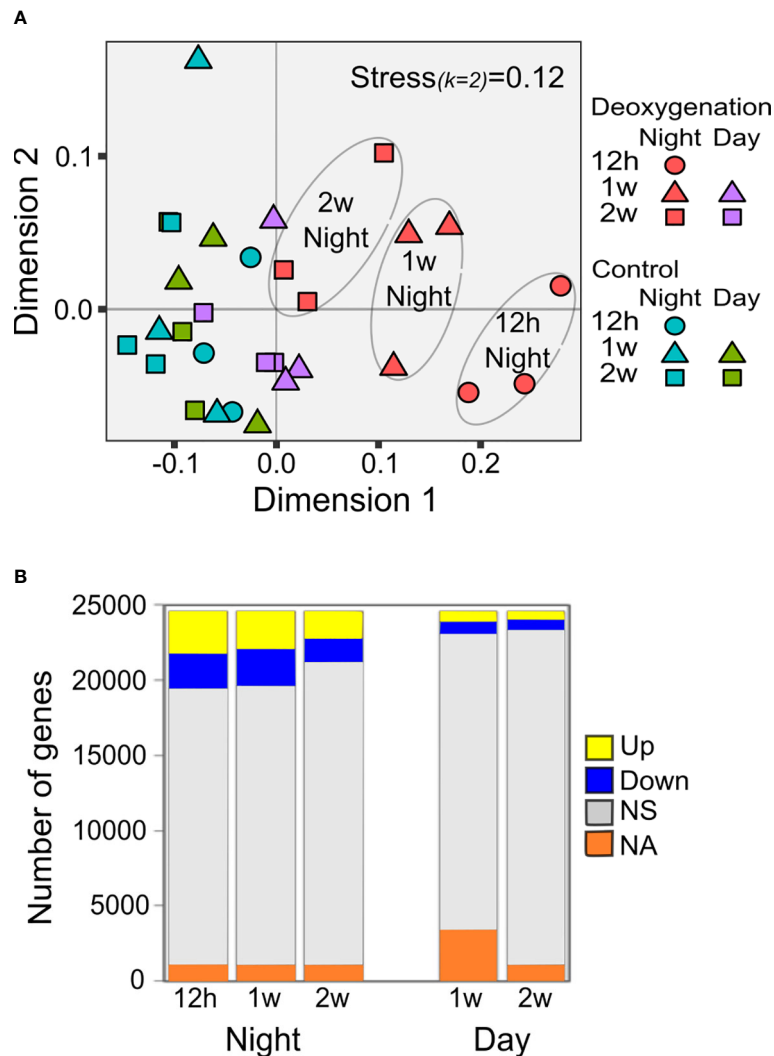 A
Stress(k=2)=0.12
Dimension 2
0.1
0.0
2w
Night
1w
Night
12h
Night
-0.1
0.0
0.1
0.2
Dimension 1
Deoxygenation
Night Day
12h
1w
2w
Control
Night Day
12h
1w
2w
B
Number of genes
25000
20000
15000
10000
5000
0
12h 1w 2w 1w 2w
Night Day
Up
Down
NS
NA